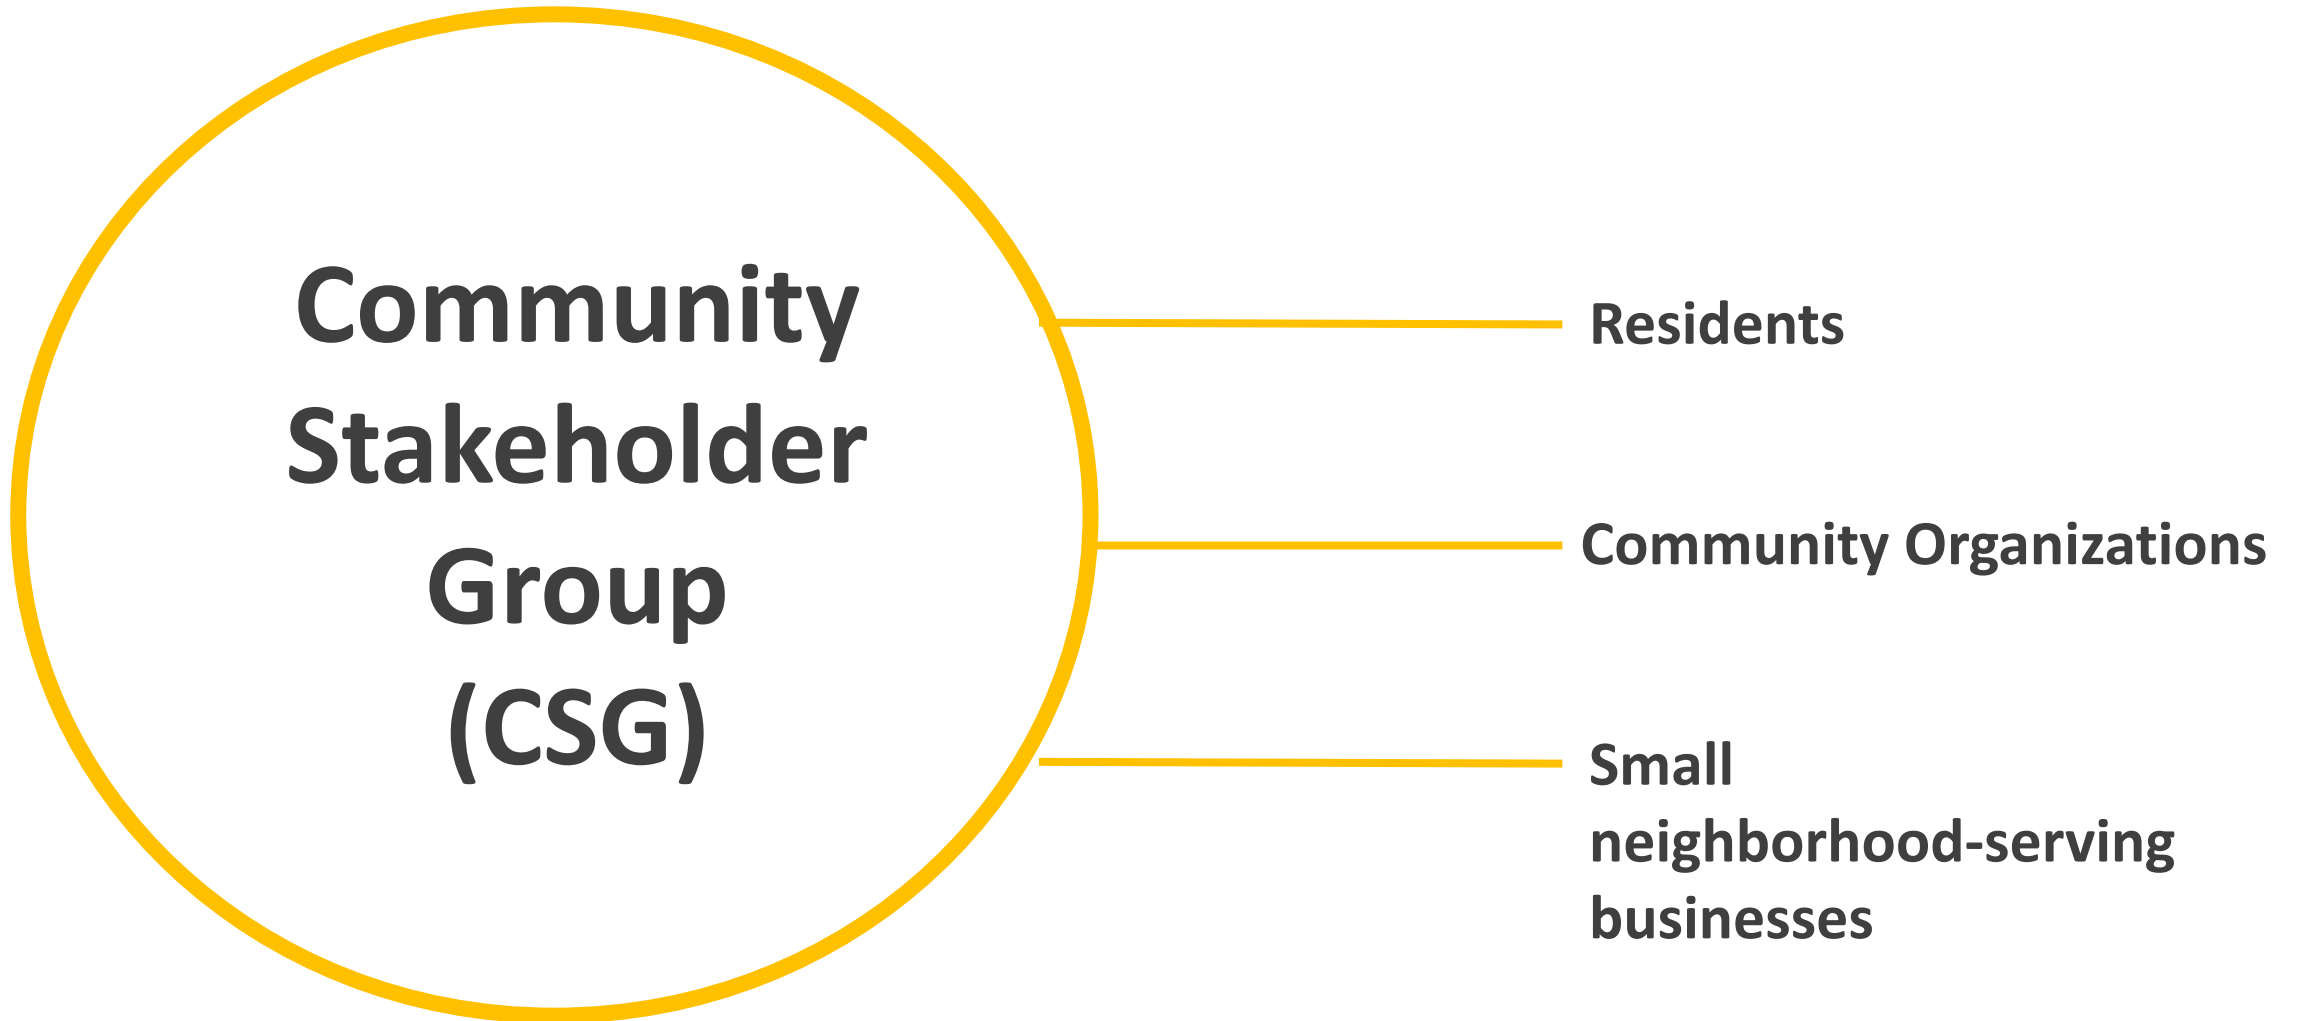 Community
Stakeholder
Group
(CSG)
Residents
Community Organizations
Small
neighborhood-serving
businesses